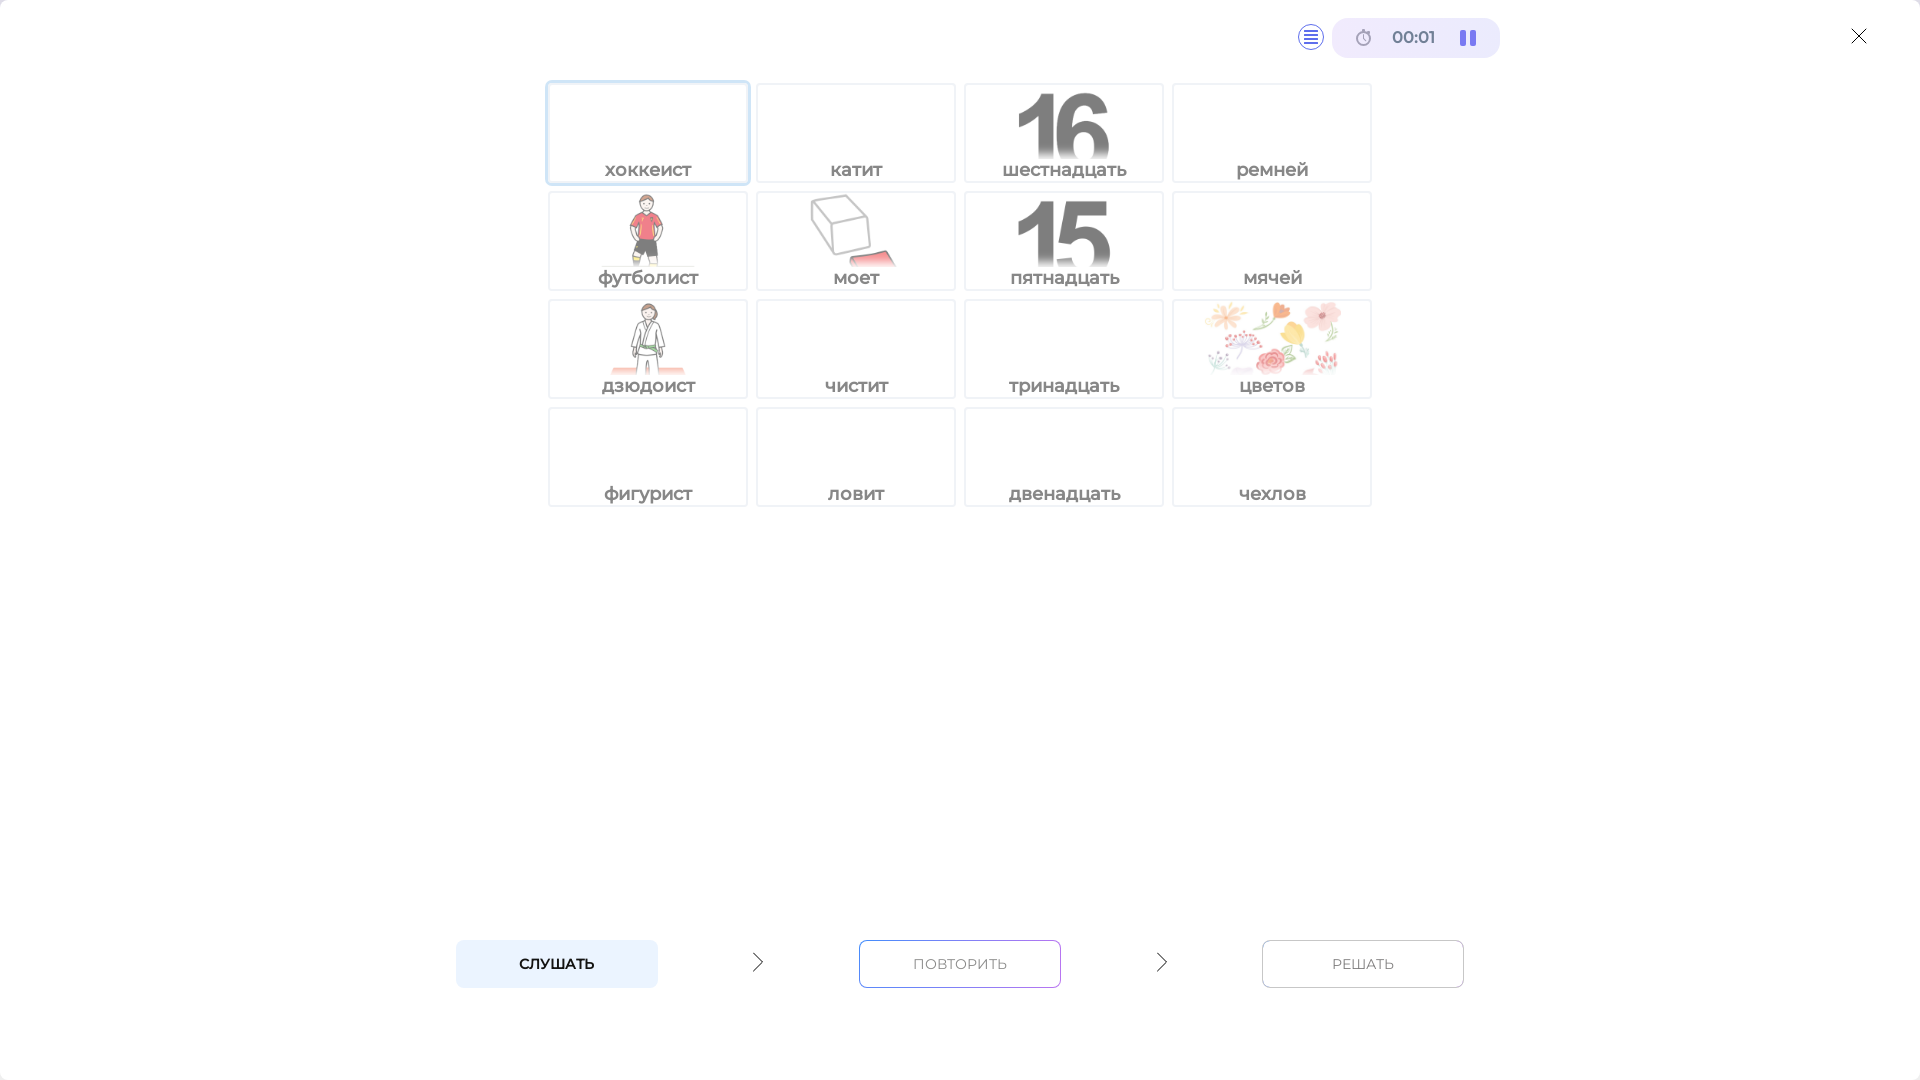 00:01
хоккеист
катит
16
шестнадцать
ремней
футболист
моет
15
пятнадцать
мячей
дзюдоист
чистит
тринадцать
цветов
фигурист
ловит
двенадцать
чехлов
СЛУШАТЬ
ПОВТОРИТЬ
РЕШАТЬ